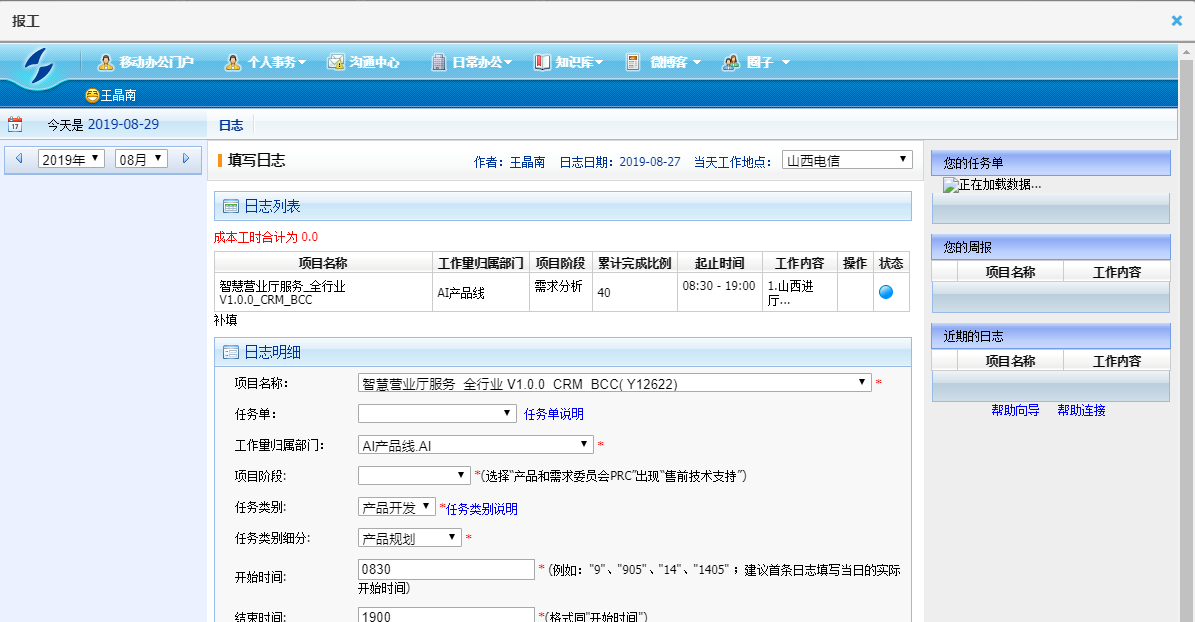 报工
移动办公门户 个人事务 沟通中心 日常办公 知识库 微博客 圈子
王晶南
17 今天是 2019-08-29 日志
2019年 08月
填写日志 作者：王晶南 日志日期：2019-08-27 当天工作地点： 山西电信
日志列表
成本工时合计为 0.0
项目名称 工作量归属部门 项目阶段 累计完成比例 起止时间 工作内容 操作 状态
智慧营业厅服务_全行业 V1.0.0_CRM_BCC AI产品线 需求分析 40 08:30 - 19:00 1.山西进厅...
补填
日志明细
项目名称： 智慧营业厅服务_全行业 V1.0.0_CRM_BCC( Y12622) *
任务单： 任务单说明
工作量归属部门： AI产品线.AI *
项目阶段： *(选择"产品和需求委员会PRC"出现"售前技术支持")
任务类别： 产品开发 *任务类别说明
任务类别细分： 产品规划 *
开始时间： 0830 * (例如："9"、"905"、"14"、"1405"；建议首条日志填写当日的实际
开始时间)
结束时间： 1900 *(格式同"开始时间")
您的任务单
正在加载数据...
您的周报
项目名称 工作内容
近期的日志
项目名称 工作内容
帮助向导 帮助连接